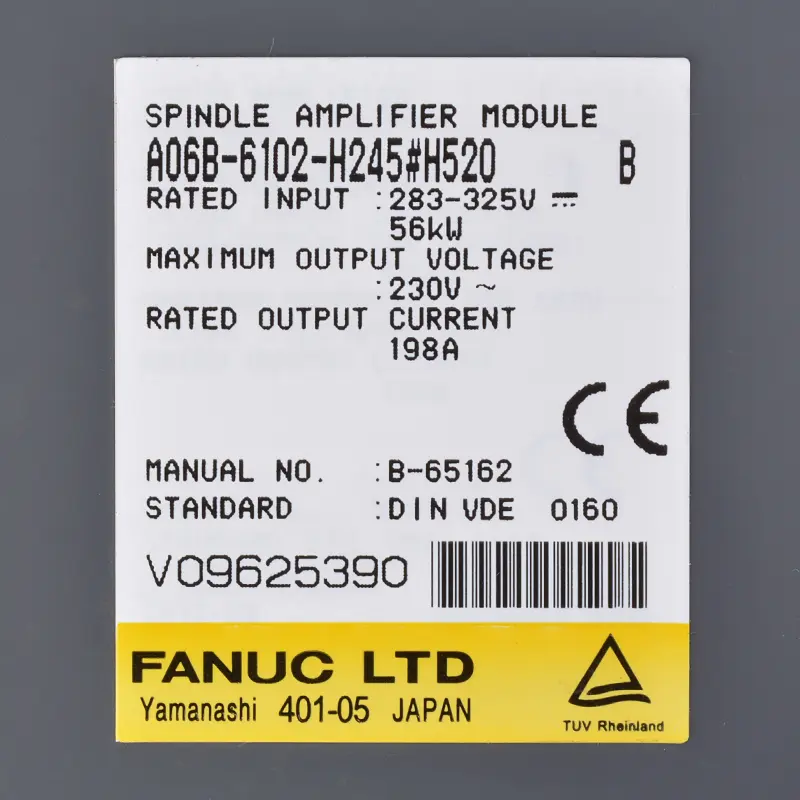 SPINDLE AMPLIFIER MODULE
A06B-6102-H245#H520 B
RATED INPUT :283-325V ⎓
56kW
MAXIMUM OUTPUT VOLTAGE
:230V ~
RATED OUTPUT CURRENT
198A
CE
MANUAL NO. :B-65162
STANDARD :DIN VDE 0160
V09625390
FANUC LTD
Yamanashi 401-05 JAPAN
TUV Rheinland